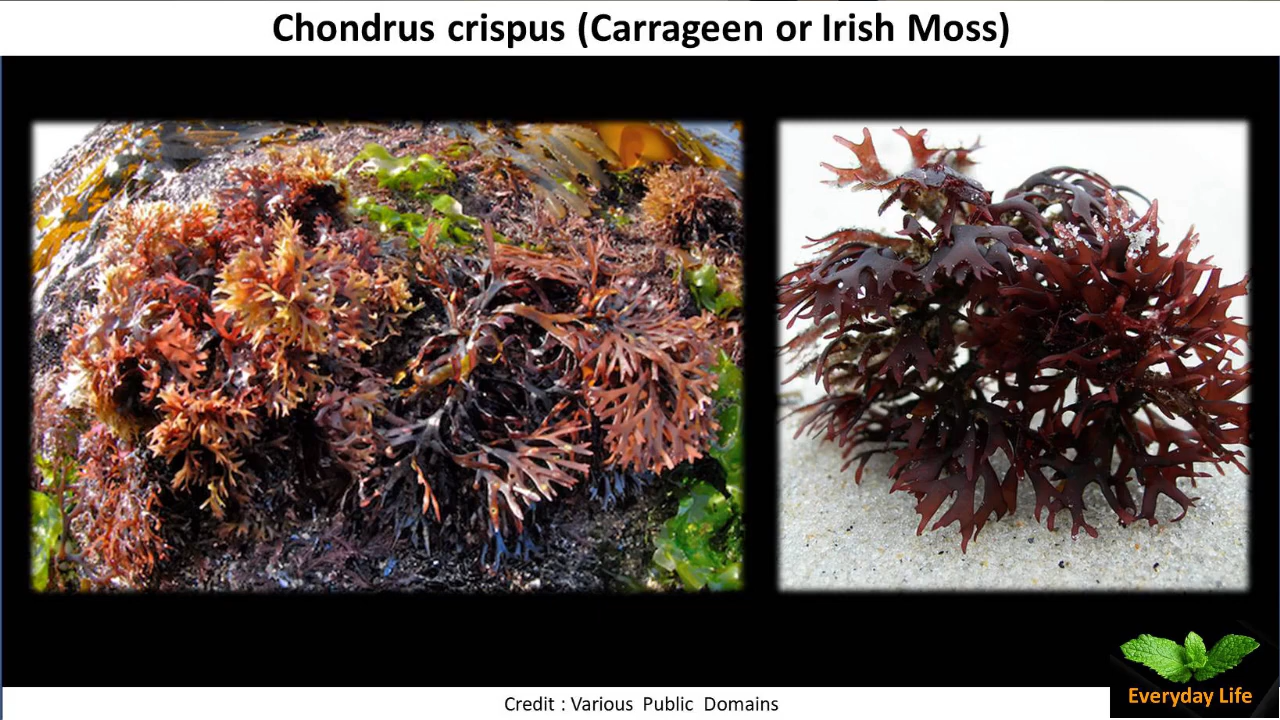 Chondrus crispus (Carrageen or Irish Moss)
Everyday Life
Credit : Various Public Domains